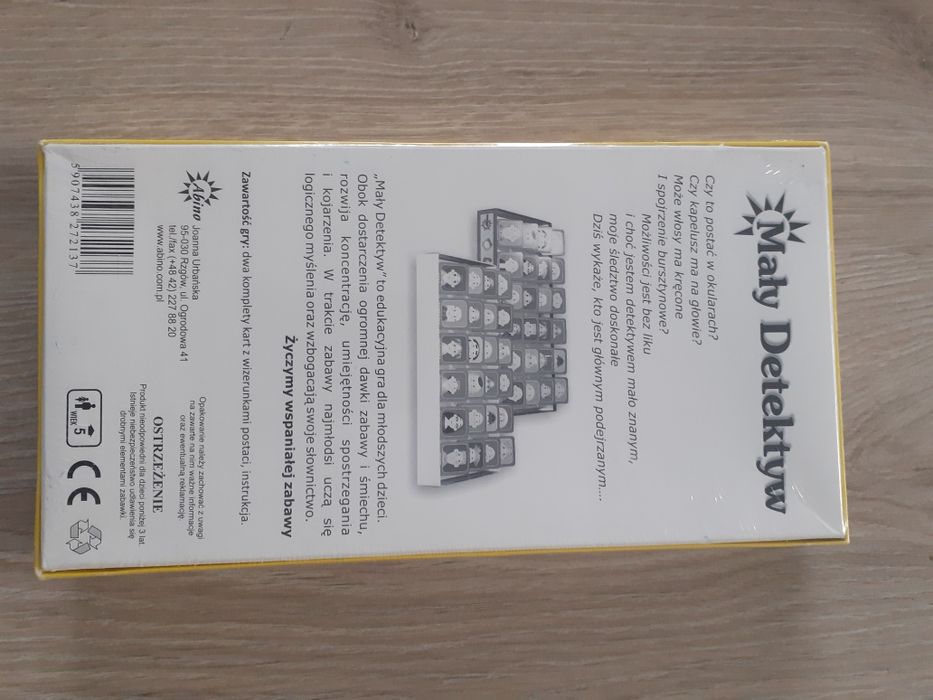 Mały Detektyw
Czy to postać w okularach?
Czy kapelusz ma na głowie?
Może włosy ma kręcone
I spojrzenie bursztynowe?
Możliwości jest bez liku
i choć jestem detektywem mało znanym,
moje śledztwo doskonałe
Dziś wykaże, kto jest głównym podejrzanym....
„Mały Detektyw” to edukacyjna gra dla młodszych dzieci.
Obok dostarczenia ogromnej dawki zabawy i śmiechu,
rozwija koncentrację, umiejętności spostrzegania
i kojarzenia. W trakcie zabawy najmłodsi uczą się
logicznego myślenia oraz wzbogacają swoje słownictwo.
Życzymy wspaniałej zabawy
Zawartość gry: dwa komplety kart z wizerunkami postaci, instrukcja.
Abino
Joanna Urbańska
95-030 Rzgów, ul. Ogrodowa 41
tel./fax (+48 42) 227 88 20
www.abino.com.pl
5 907438 272137
Opakowanie należy zachować z uwagi
na zawarte na nim ważne informacje
oraz ewentualną reklamację.
OSTRZEŻENIE
Produkt nieodpowiedni dla dzieci poniżej 3 lat.
Istnieje niebezpieczeństwo udławienia się
drobnymi elementami zabawki.
WIEK 5
CE